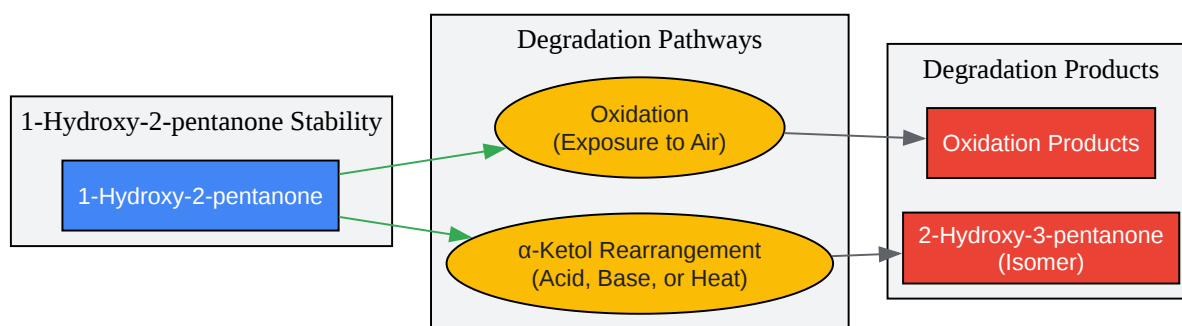 1-Hydroxy-2-pentanone Stability
1-Hydroxy-2-pentanone
Degradation Pathways
Oxidation
(Exposure to Air)
α-Ketol Rearrangement
(Acid, Base, or Heat)
Degradation Products
Oxidation Products
2-Hydroxy-3-pentanone
(Isomer)